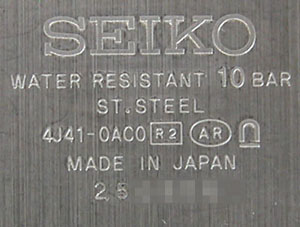 SEIKO
WATER RESISTANT 10 BAR
ST. STEEL
4J41-0AC0 R2 AR
MADE IN JAPAN